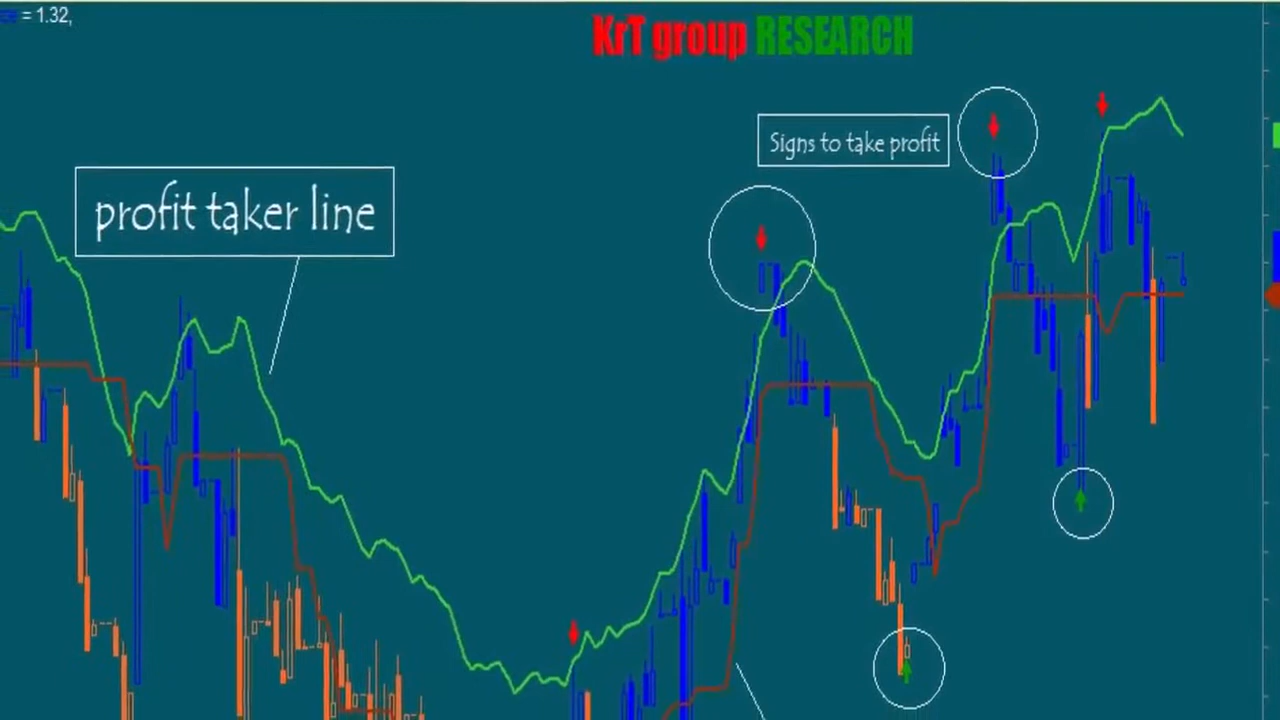 = 1.32,
KrT group RESEARCH
Signs to take profit
profit taker line